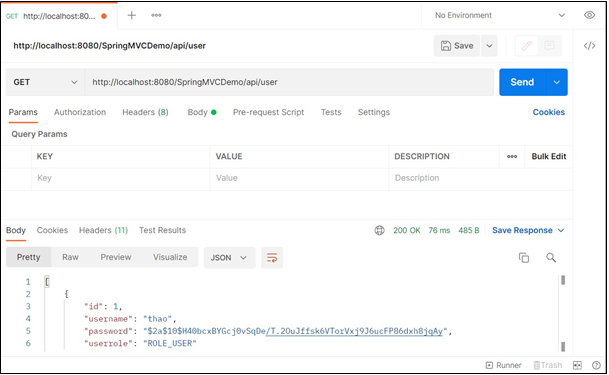 GET http://localhost:80... No Environment
http://localhost:8080/SpringMVCDemo/api/user Save
GET http://localhost:8080/SpringMVCDemo/api/user Send
Params Authorization Headers (8) Body Pre-request Script Tests Settings Cookies
Query Params
KEY VALUE DESCRIPTION Bulk Edit
Key Value Description
Body Cookies Headers (11) Test Results 200 OK 76 ms 485 B Save Response
Pretty Raw Preview Visualize JSON
1 [
2 {
3 "id": 1,
4 "username": "thao",
5 "password": "$2a$10$H40bcxBYGcj0vSqDe/T.2OuJffsk6VTorVxj9J6ucFP86dxh8jqAy",
6 "userrole": "ROLE_USER"
Runner Trash